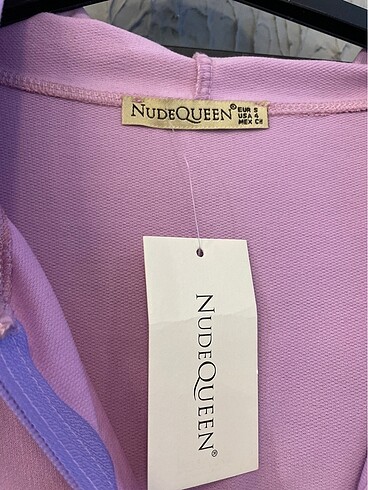 NUDEQUEEN® EUR S
USA 4
MEX CH
NUDEQUEEN®